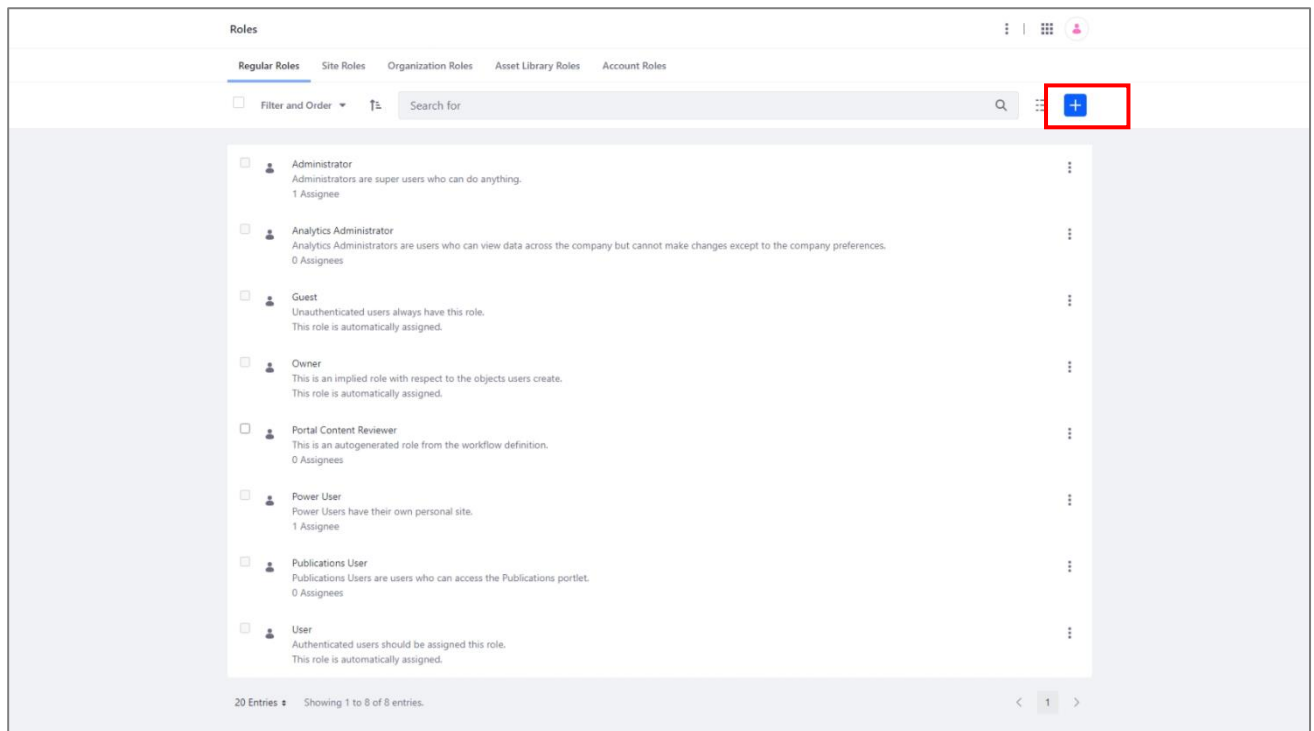 Roles
Regular Roles Site Roles Organization Roles Asset Library Roles Account Roles
Filter and Order Search for
Administrator
Administrators are super users who can do anything.
1 Assignee
Analytics Administrator
Analytics Administrators are users who can view data across the company but cannot make changes except to the company preferences.
0 Assignees
Guest
Unauthenticated users always have this role.
This role is automatically assigned.
Owner
This is an implied role with respect to the objects users create.
This role is automatically assigned.
Portal Content Reviewer
This is an autogenerated role from the workflow definition.
0 Assignees
Power User
Power Users have their own personal site.
1 Assignee
Publications User
Publications Users are users who can access the Publications portlet.
0 Assignees
User
Authenticated users should be assigned this role.
This role is automatically assigned.
20 Entries Showing 1 to 8 of 8 entries. 1